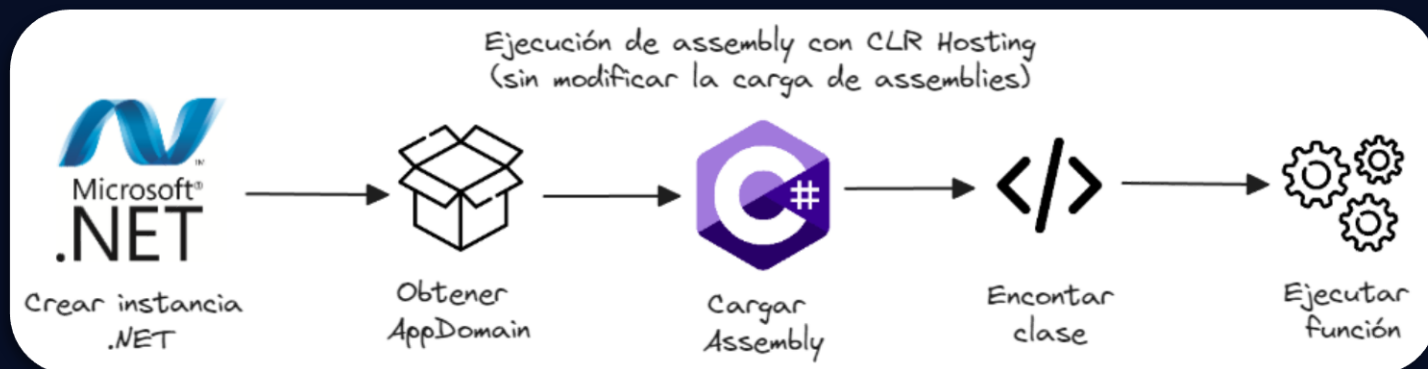 Ejecución de assembly con CLR Hosting
(sin modificar la carga de assemblies)
TM
Microsoft®
.NET
C#
</>
Crear instancia
.NET
Obtener
AppDomain
Cargar
Assembly
Encontar
clase
Ejecutar
función